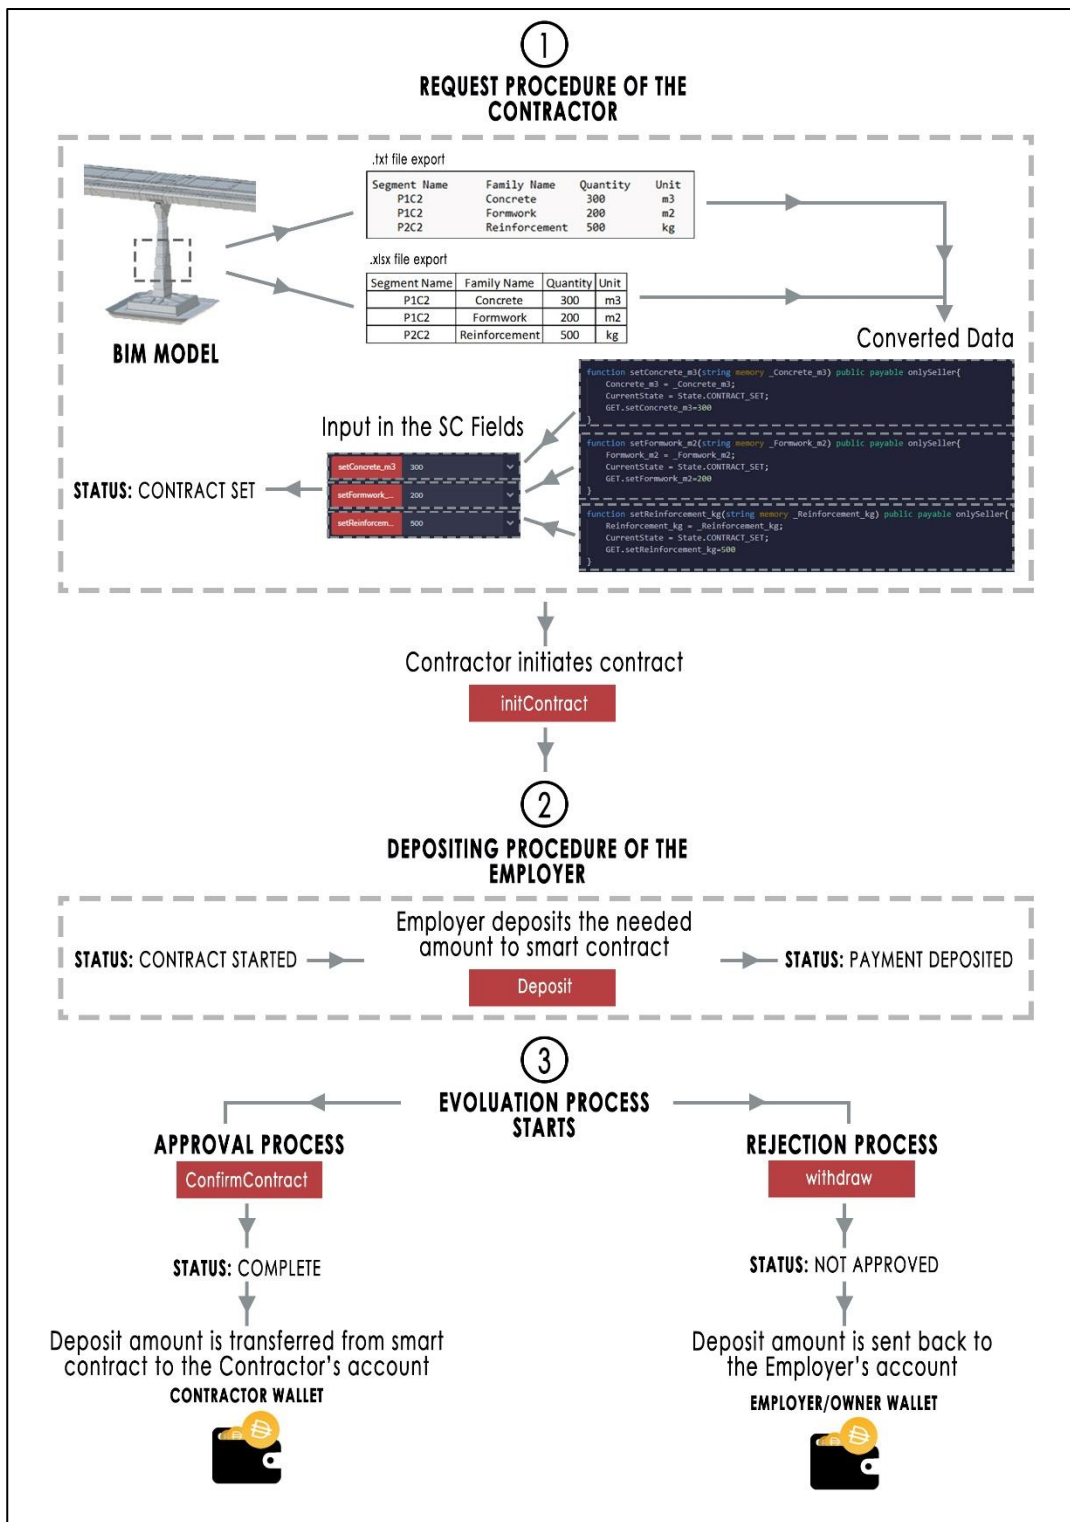 1
REQUEST PROCEDURE OF THE
CONTRACTOR
.txt file export
Segment Name Family Name Quantity Unit
P1C2 Concrete 300 m3
P1C2 Formwork 200 m2
P2C2 Reinforcement 500 kg
.xlsx file export
Segment Name Family Name Quantity Unit
P1C2 Concrete 300 m3
P1C2 Formwork 200 m2
P2C2 Reinforcement 500 kg
BIM MODEL
Converted Data
function setConcrete_m3(string memory _Concrete_m3) public payable onlySeller{
Concrete_m3 = _Concrete_m3;
CurrentState = State.CONTRACT_SET;
GET.setConcrete_m3=300
}
function setFormwork_m2(string memory _Formwork_m2) public payable onlySeller{
Formwork_m2 = _Formwork_m2;
CurrentState = State.CONTRACT_SET;
GET.setFormwork_m2=200
}
function setReinforcement_kg(string memory _Reinforcement_kg) public payable onlySeller{
Reinforcement_kg = _Reinforcement_kg;
CurrentState = State.CONTRACT_SET;
GET.setReinforcement_kg=500
}
Input in the SC Fields
setConcrete_m3 300
setFormwork_... 200
setReinforcem... 500
STATUS: CONTRACT SET
Contractor initiates contract
initContract
2
DEPOSITING PROCEDURE OF THE
EMPLOYER
STATUS: CONTRACT STARTED
Employer deposits the needed
amount to smart contract
Deposit
STATUS: PAYMENT DEPOSITED
3
EVOLUATION PROCESS
STARTS
APPROVAL PROCESS
ConfirmContract
STATUS: COMPLETE
Deposit amount is transferred from smart
contract to the Contractor's account
CONTRACTOR WALLET
REJECTION PROCESS
withdraw
STATUS: NOT APPROVED
Deposit amount is sent back to
the Employer's account
EMPLOYER/OWNER WALLET